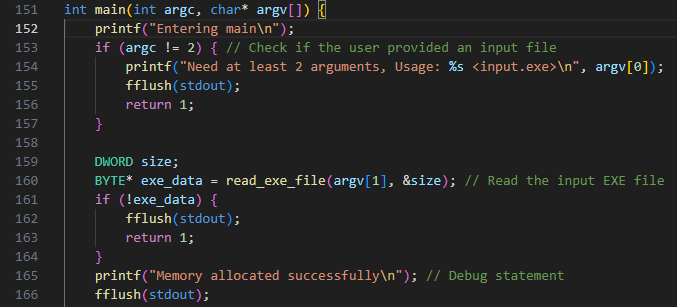 151 int main(int argc, char* argv[]) {
152 printf("Entering main\n");
153 if (argc != 2) { // Check if the user provided an input file
154 printf("Need at least 2 arguments, Usage: %s <input.exe>\n", argv[0]);
155 fflush(stdout);
156 return 1;
157 }
158
159 DWORD size;
160 BYTE* exe_data = read_exe_file(argv[1], &size); // Read the input EXE file
161 if (!exe_data) {
162 fflush(stdout);
163 return 1;
164 }
165 printf("Memory allocated successfully\n"); // Debug statement
166 fflush(stdout);